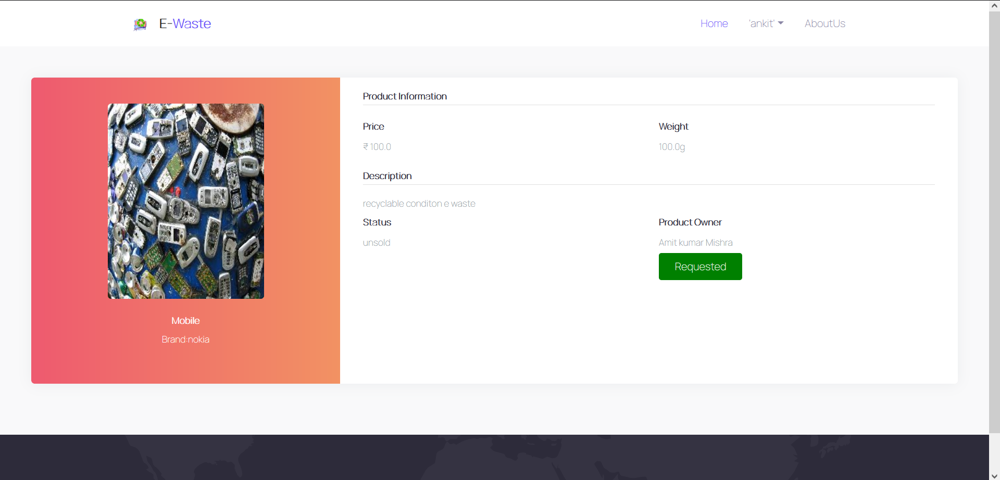 E-Waste
Home 'ankit' AboutUs
Product Information
Price Weight
₹ 100.0 100.0g
Description
recyclable conditon e waste
Status Product Owner
unsold Amit kumar Mishra
Requested
Mobile
Brand:nokia